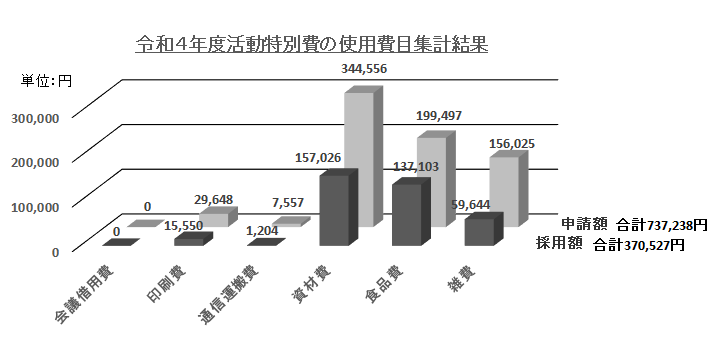 令和４年度活動特別費の使用費目集計結果
単位：円
344,556
300,000
199,497
200,000
157,026
137,103
156,025
100,000
0
29,648
7,557
59,644
0
15,550
1,204
0
申請額 合計737,238円
採用額 合計370,527円
会議借用費
印刷費
通信運搬費
資材費
食品費
雑費